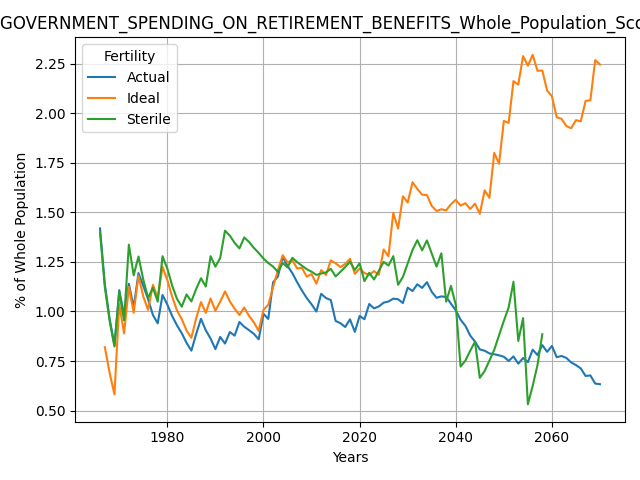 GOVERNMENT_SPENDING_ON_RETIREMENT_BENEFITS_Whole_Population_Sco
Fertility
Actual
Ideal
Sterile
2.25
2.00
1.75
1.50
1.25
1.00
0.75
0.50
% of Whole Population
1980 2000 2020 2040 2060
Years